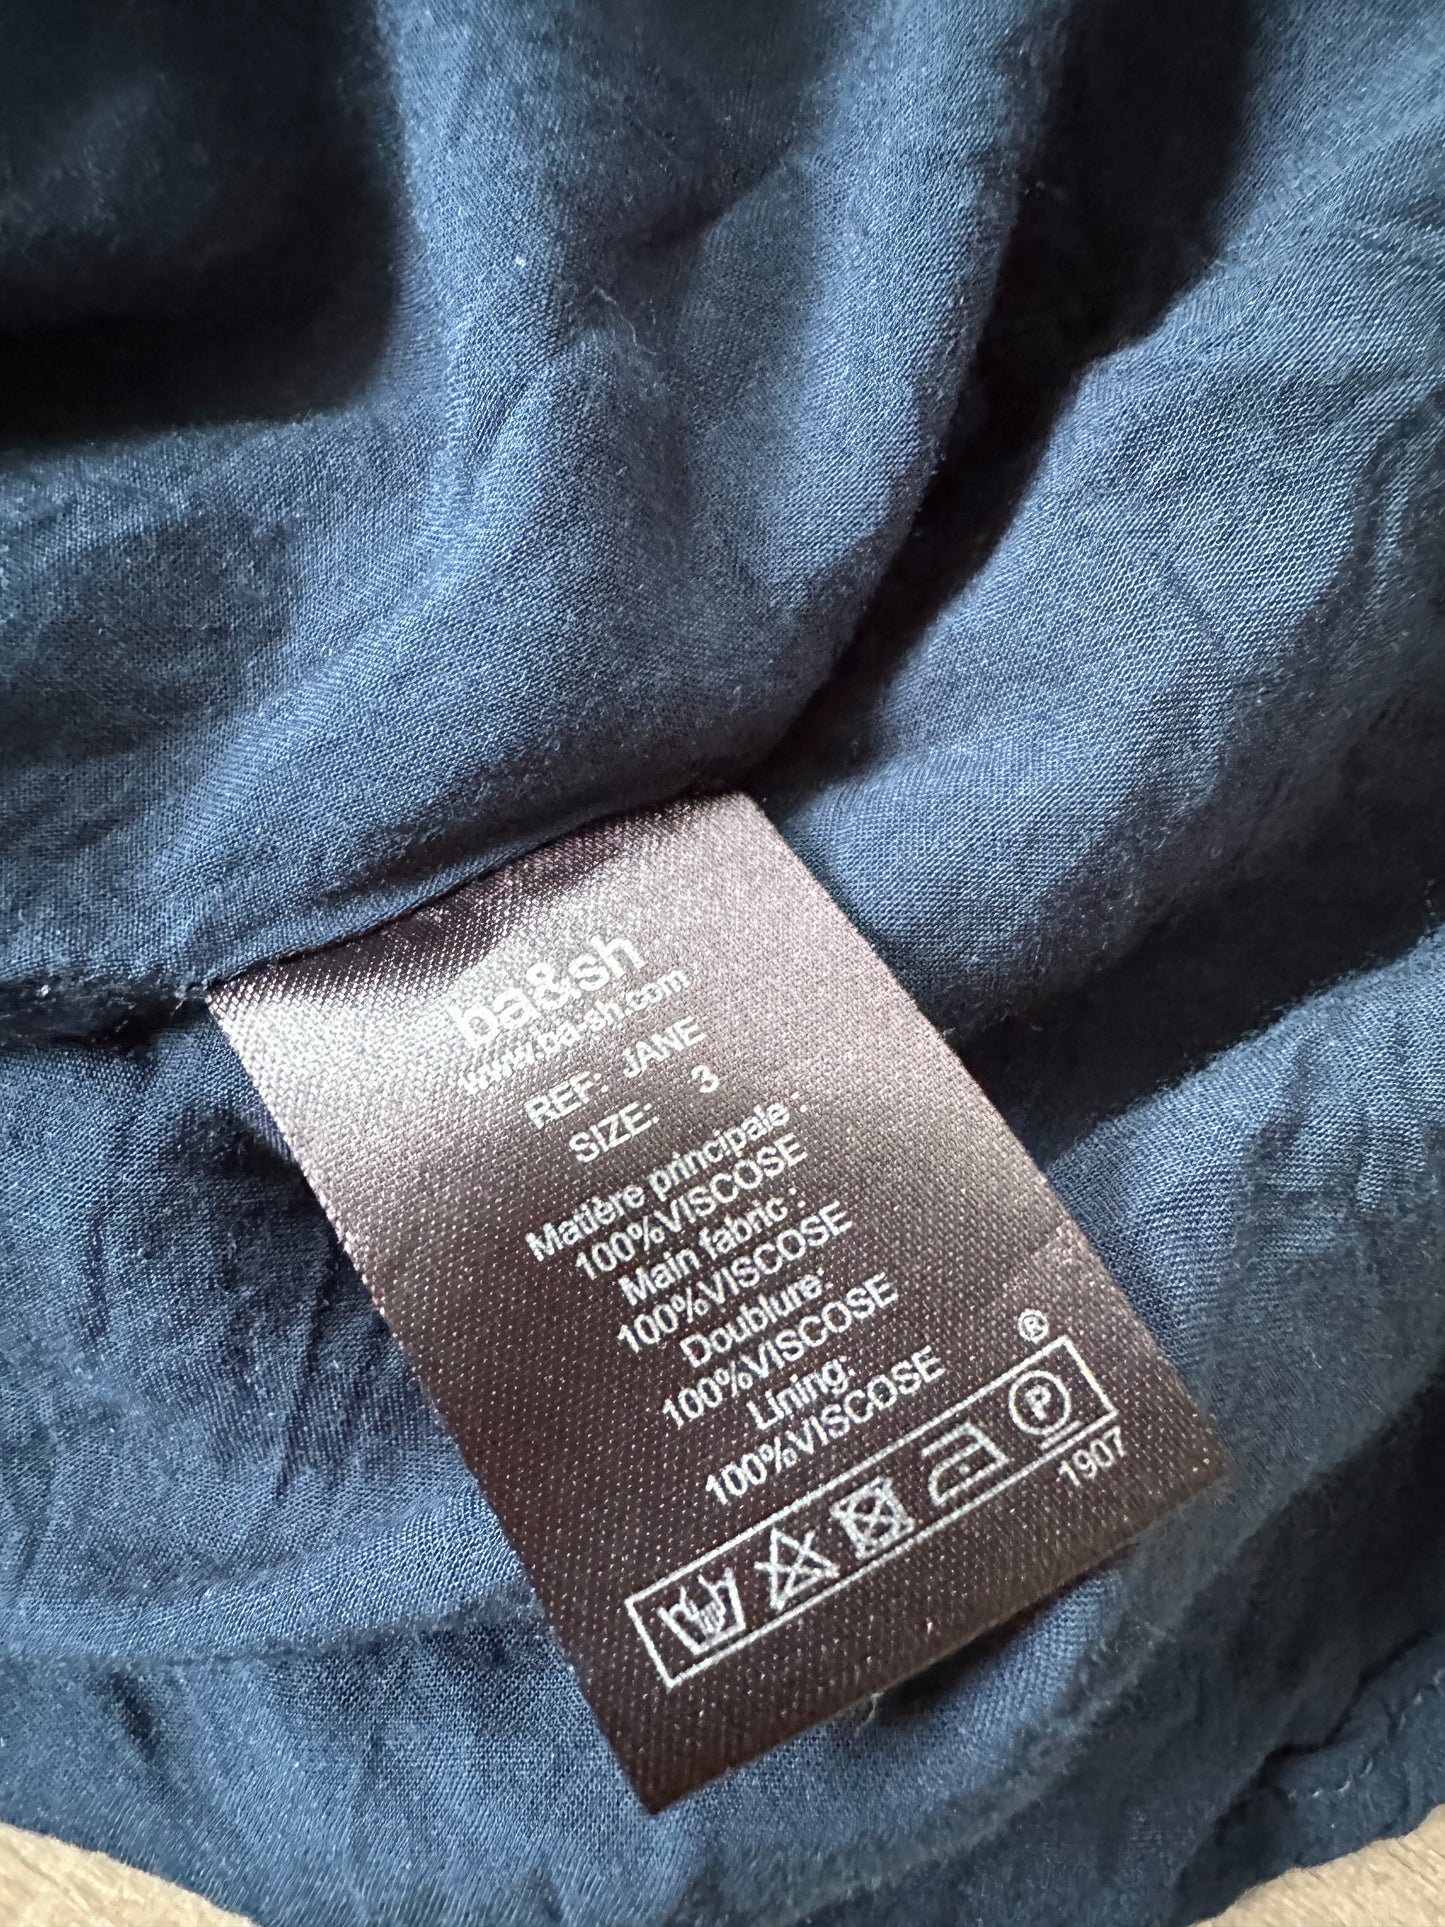 ba&sh
www.ba-sh.com
REF: JANE
SIZE: 3
Matière principale :
100%VISCOSE
Main fabric :
100%VISCOSE
Doublure:
100%VISCOSE
Lining:
100%VISCOSE
®
P
1907